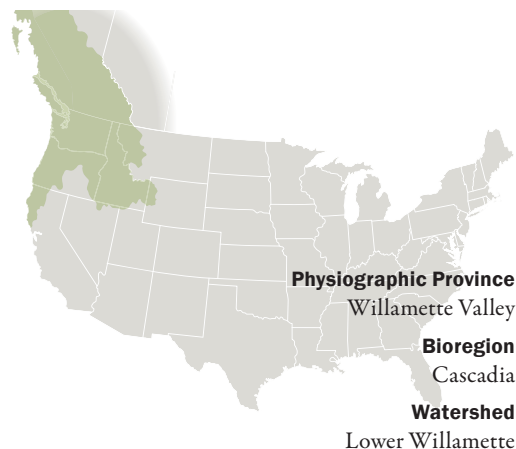 Physiographic Province
Willamette Valley
Bioregion
Cascadia
Watershed
Lower Willamette